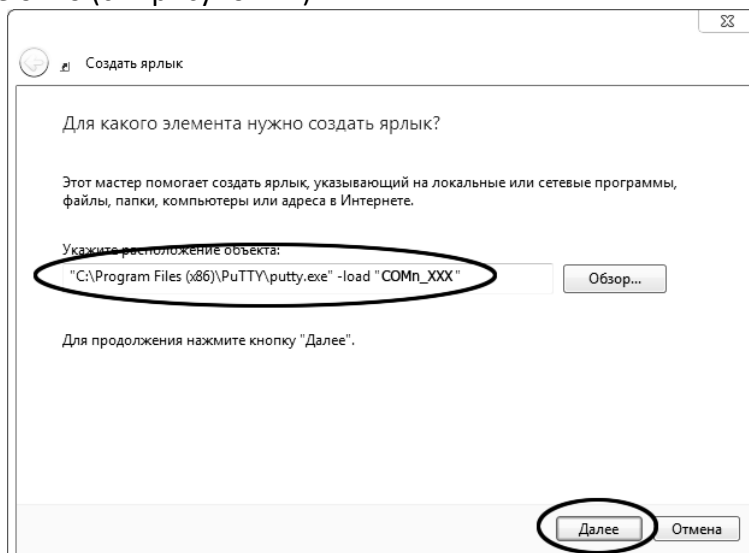 Создать ярлык
Для какого элемента нужно создать ярлык?
Этот мастер помогает создать ярлык, указывающий на локальные или сетевые программы,
файлы, папки, компьютеры или адреса в Интернете.
Укажите расположение объекта:
"C:\Program Files (x86)\PuTTY\putty.exe" -load "COMn_XXX"
Обзор...
Для продолжения нажмите кнопку "Далее".
Далее
Отмена